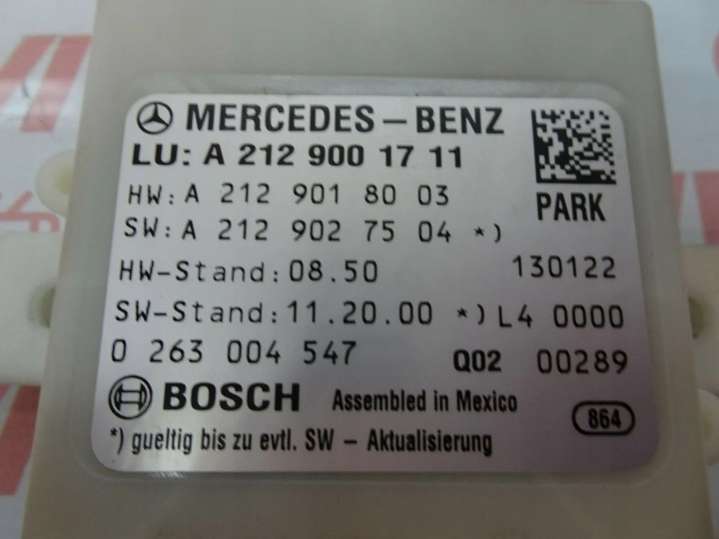 MERCEDES-BENZ
LU: A 212 900 17 11
HW: A 212 901 80 03
PARK
SW: A 212 902 75 04 *)
HW-Stand: 08.50 130122
SW-Stand: 11.20.00 *) L4 0000
0 263 004 547 Q02 00289
BOSCH Assembled in Mexico 864
*) gueltig bis zu evtl. SW - Aktualisierung